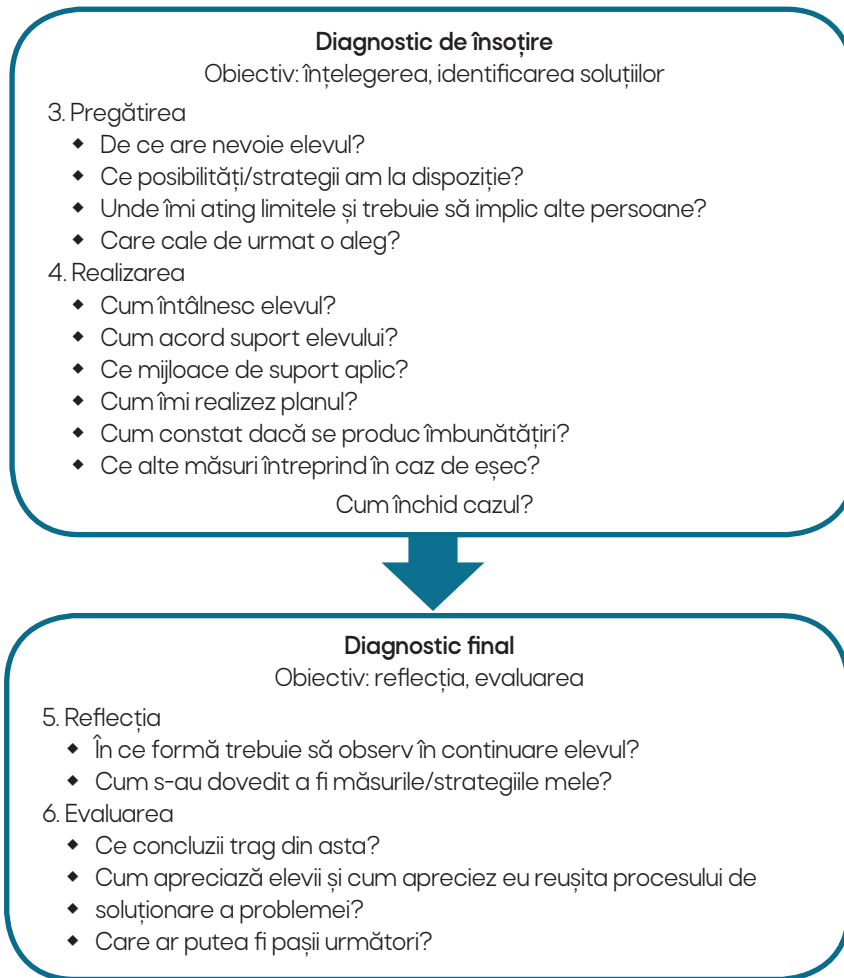 Diagnostic de însoțire
Obiectiv: înțelegerea, identificarea soluțiilor
3. Pregătirea
◆ De ce are nevoie elevul?
◆ Ce posibilități/strategii am la dispoziție?
◆ Unde îmi ating limitele și trebuie să implic alte persoane?
◆ Care cale de urmat o aleg?
4. Realizarea
◆ Cum întâlnesc elevul?
◆ Cum acord suport elevului?
◆ Ce mijloace de suport aplic?
◆ Cum îmi realizez planul?
◆ Cum constat dacă se produc îmbunătățiri?
◆ Ce alte măsuri întreprind în caz de eșec?
Cum închid cazul?
Diagnostic final
Obiectiv: reflecția, evaluarea
5. Reflecția
◆ În ce formă trebuie să observ în continuare elevul?
◆ Cum s-au dovedit a fi măsurile/strategiile mele?
6. Evaluarea
◆ Ce concluzii trag din asta?
◆ Cum apreciază elevii și cum apreciez eu reușita procesului de
◆ soluționare a problemei?
◆ Care ar putea fi pașii următori?